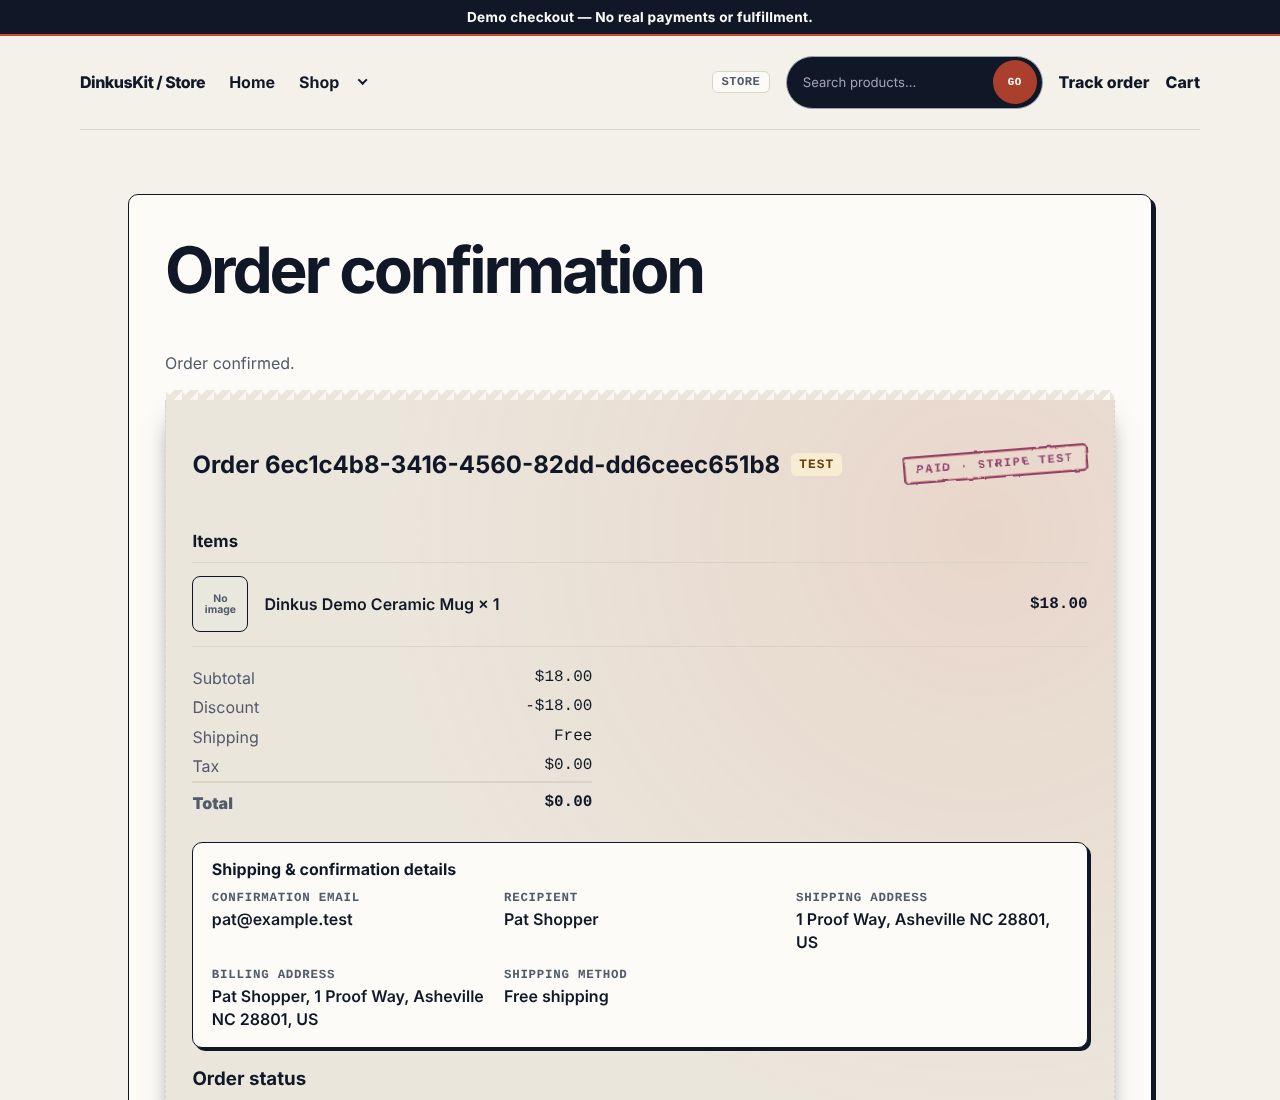 Demo checkout — No real payments or fulfillment.
DinkusKit / Store Home Shop STORE Search products... GO Track order Cart
Order confirmation
Order confirmed.
Order 6ec1c4b8-3416-4560-82dd-dd6ceec651b8 TEST PAID · STRIPE TEST
Items
No
image
Dinkus Demo Ceramic Mug × 1 $18.00
Subtotal $18.00
Discount -$18.00
Shipping Free
Tax $0.00
Total $0.00
Shipping & confirmation details
CONFIRMATION EMAIL RECIPIENT SHIPPING ADDRESS
pat@example.test Pat Shopper 1 Proof Way, Asheville NC 28801,
US
BILLING ADDRESS SHIPPING METHOD
Pat Shopper, 1 Proof Way, Asheville Free shipping
NC 28801, US
Order status